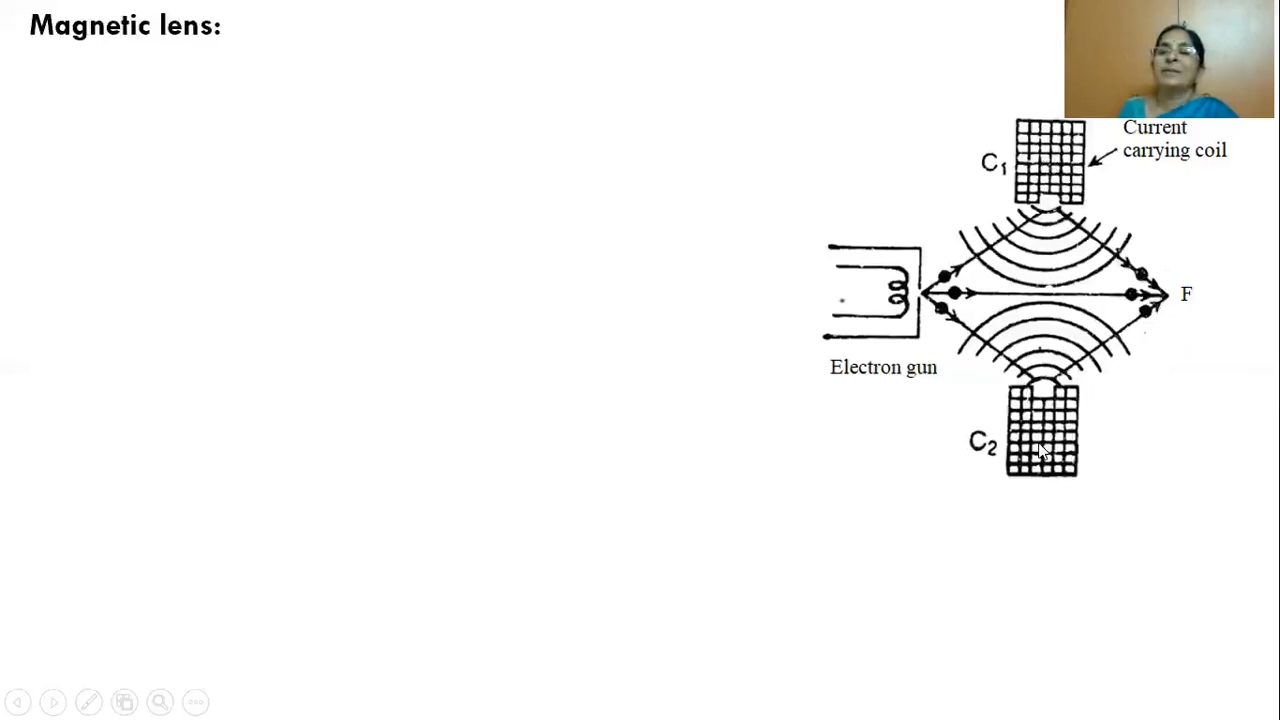 Magnetic lens:
Current
carrying coil
C₁
F
Electron gun
C₂